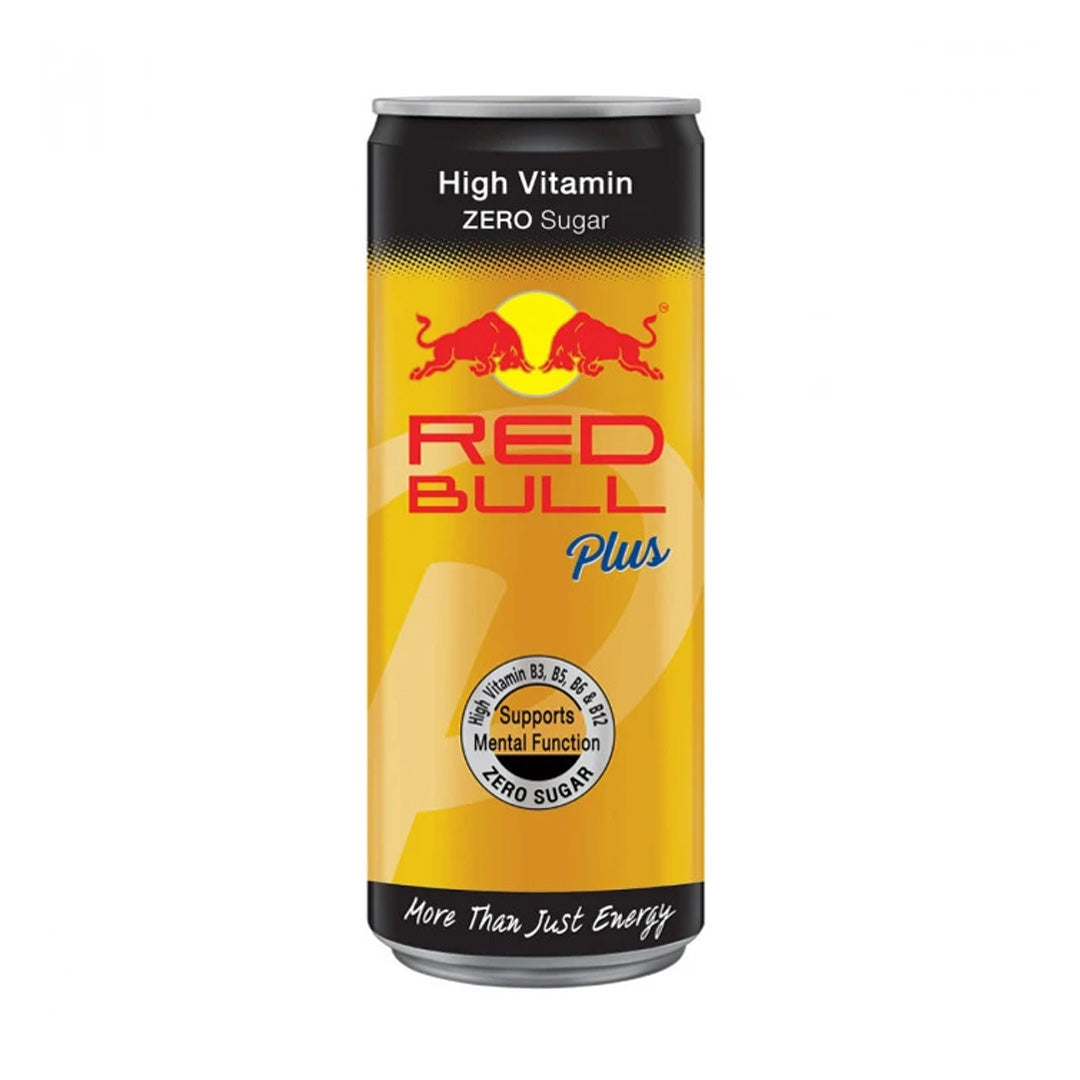 High Vitamin
ZERO Sugar
TM
RED
BULL
Plus
High Vitamin B3, B5, B6 & B12
Supports
Mental Function
ZERO SUGAR
More Than Just Energy